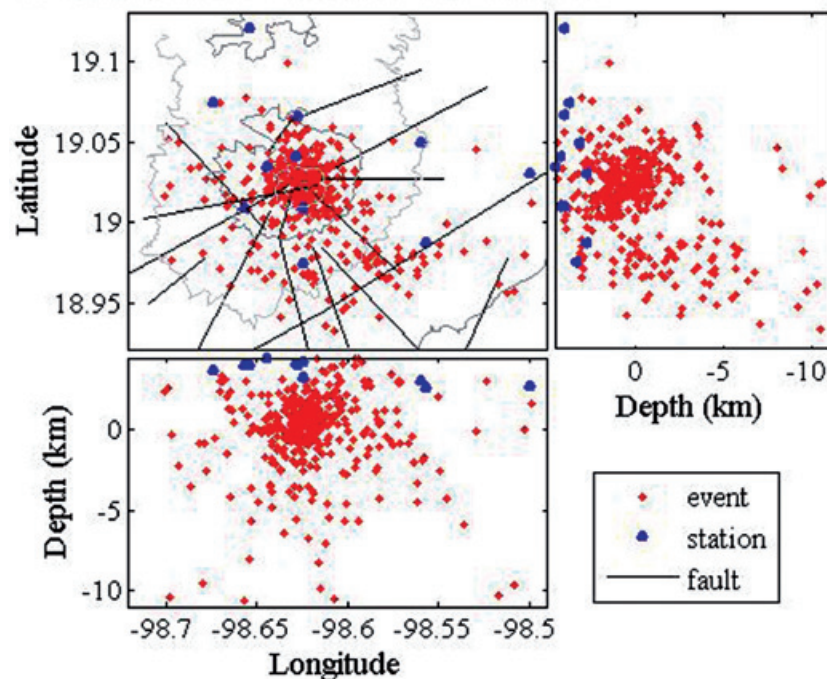 19.1
19.05
19
18.95
Latitude
0 -5 -10
Depth (km)
0
-5
-10
Depth (km)
-98.7 -98.65 -98.6 -98.55 -98.5
Longitude
event
station
fault